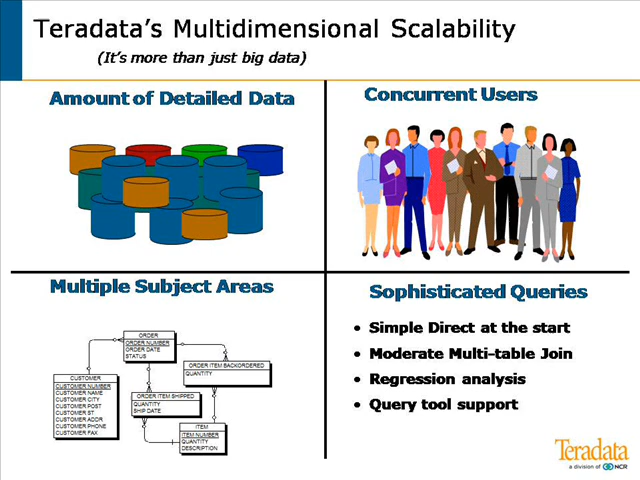 Teradata's Multidimensional Scalability
(It's more than just big data)
Amount of Detailed Data
Concurrent Users
Multiple Subject Areas
ORDER
ORDER NUMBER
ORDER DATE
STATUS
ORDER ITEM BACKORDERED
QUANTITY
CUSTOMER
CUSTOMER NUMBER
CUSTOMER NAME
CUSTOMER CITY
CUSTOMER POST
CUSTOMER ST
CUSTOMER ADDR
CUSTOMER PHONE
CUSTOMER FAX
ORDER ITEM SHIPPED
QUANTITY
SHIP DATE
ITEM
ITEM NUMBER
QUANTITY
DESCRIPTION
Sophisticated Queries
• Simple Direct at the start
• Moderate Multi-table Join
• Regression analysis
• Query tool support
Teradata
a division of NCR